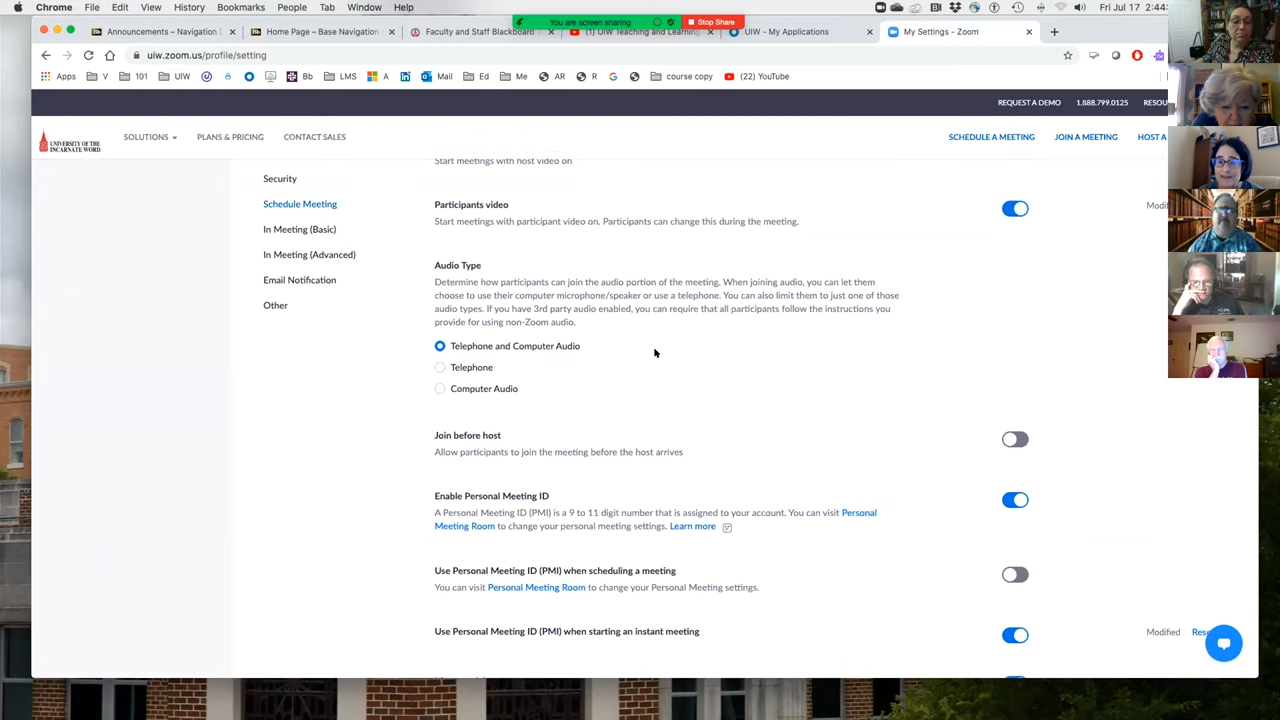 Chrome File Edit View History Bookmarks People Tab Window Help
Fri Jul 17 2:44
You are screen sharing
Stop Share
Announcements – Navigation
Home Page – Base Navigation
Faculty and Staff Blackboard
(1) UIW Teaching and Learning
UIW - My Applications
My Settings - Zoom
uiw.zoom.us/profile/setting
Apps V 101 UIW Bb LMS A Mail Ed Me AR R course copy (22) YouTube
REQUEST A DEMO 1.888.799.0125 RESOU
UNIVERSITY OF THE
INCARNATE WORD
SOLUTIONS PLANS & PRICING CONTACT SALES
SCHEDULE A MEETING JOIN A MEETING HOST A
Start meetings with host video on
Security
Schedule Meeting
In Meeting (Basic)
In Meeting (Advanced)
Email Notification
Other
Participants video
Modif
Start meetings with participant video on. Participants can change this during the meeting.
Audio Type
Determine how participants can join the audio portion of the meeting. When joining audio, you can let them
choose to use their computer microphone/speaker or use a telephone. You can also limit them to just one of those
audio types. If you have 3rd party audio enabled, you can require that all participants follow the instructions you
provide for using non-Zoom audio.
Telephone and Computer Audio
Telephone
Computer Audio
Join before host
Allow participants to join the meeting before the host arrives
Enable Personal Meeting ID
A Personal Meeting ID (PMI) is a 9 to 11 digit number that is assigned to your account. You can visit Personal
Meeting Room to change your personal meeting settings. Learn more
Use Personal Meeting ID (PMI) when scheduling a meeting
You can visit Personal Meeting Room to change your Personal Meeting settings.
Use Personal Meeting ID (PMI) when starting an instant meeting
Modified Res